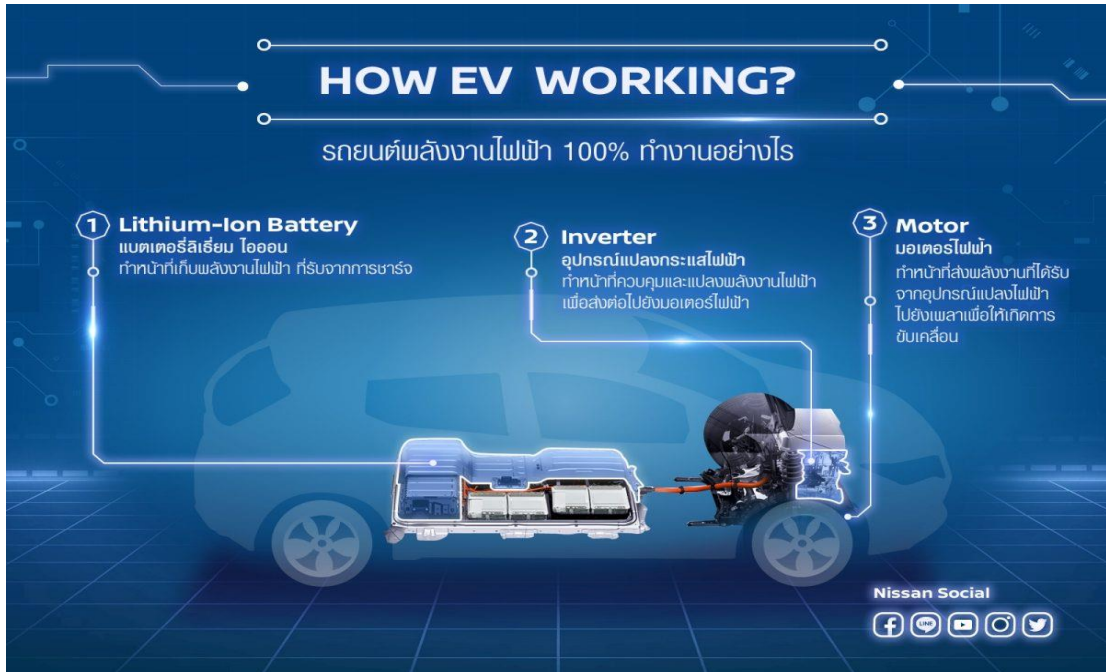 HOW EV WORKING?
รถยนต์พลังงานไฟฟ้า 100% ทำงานอย่างไร
1 Lithium-Ion Battery
แบตเตอรี่ลิเธี่ยม ไอออน
ทำหน้าที่เก็บพลังงานไฟฟ้า ที่รับจากการชาร์จ
2 Inverter
อุปกรณ์แปลงกระแสไฟฟ้า
ทำหน้าที่ควบคุมและแปลงพลังงานไฟฟ้า
เพื่อส่งต่อไปยังมอเตอร์ไฟฟ้า
3 Motor
มอเตอร์ไฟฟ้า
ทำหน้าที่ส่งพลังงานที่ได้รับ
จากอุปกรณ์แปลงไฟฟ้า
ไปยังเพลาเพื่อให้เกิดการ
ขับเคลื่อน
Nissan Social
LINE